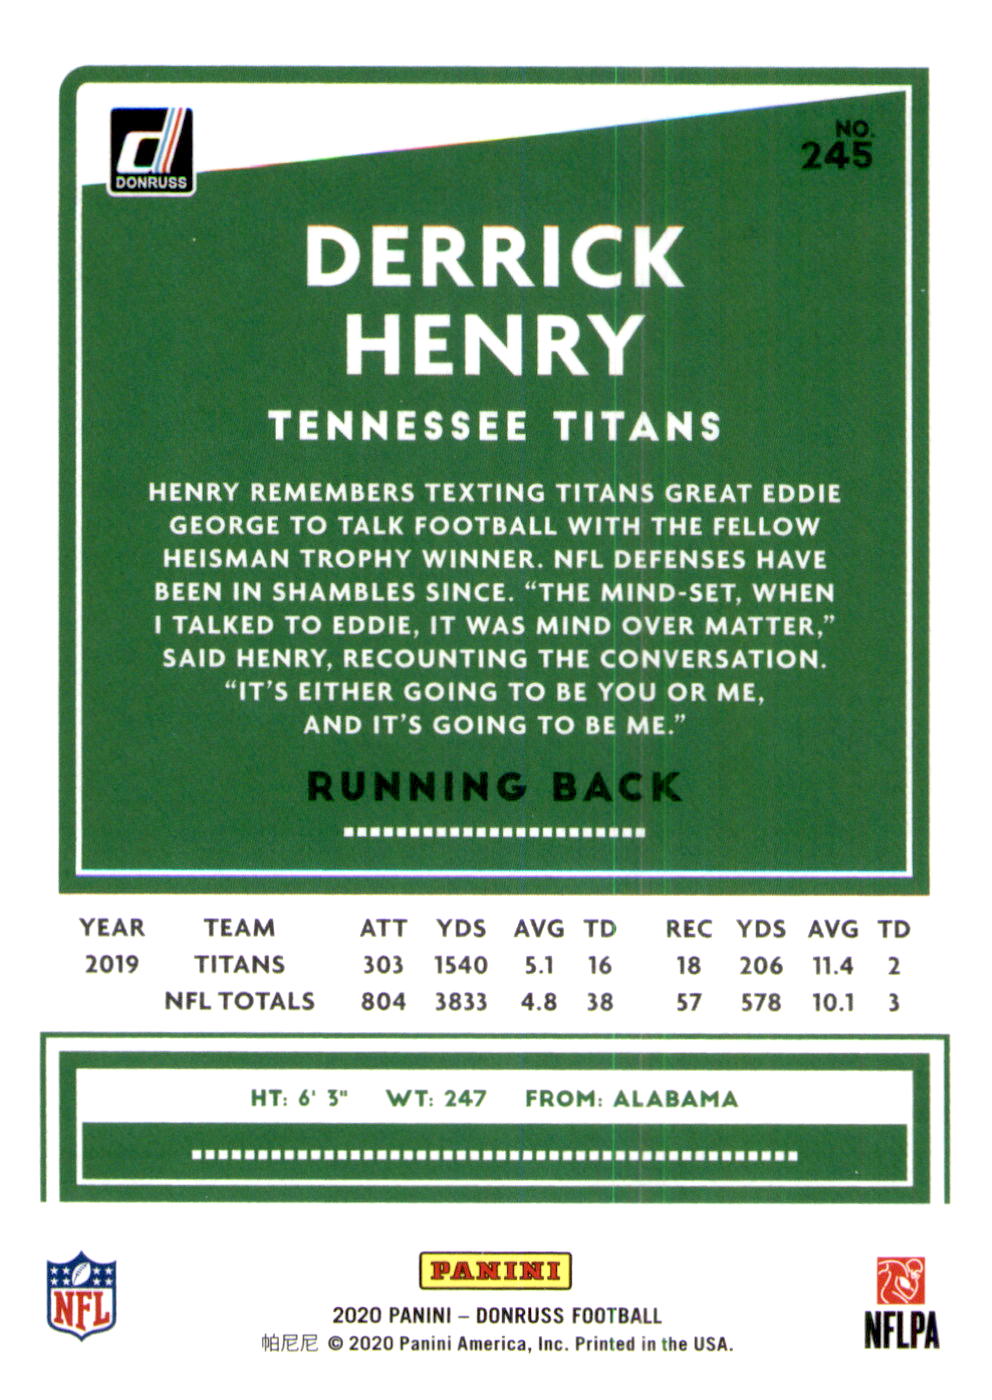 DONRUSS
NO.
245
DERRICK
HENRY
TENNESSEE TITANS
HENRY REMEMBERS TEXTING TITANS GREAT EDDIE
GEORGE TO TALK FOOTBALL WITH THE FELLOW
HEISMAN TROPHY WINNER. NFL DEFENSES HAVE
BEEN IN SHAMBLES SINCE. “THE MIND-SET, WHEN
I TALKED TO EDDIE, IT WAS MIND OVER MATTER,”
SAID HENRY, RECOUNTING THE CONVERSATION.
“IT’S EITHER GOING TO BE YOU OR ME,
AND IT’S GOING TO BE ME.”
RUNNING BACK
YEAR TEAM ATT YDS AVG TD REC YDS AVG TD
2019 TITANS 303 1540 5.1 16 18 206 11.4 2
NFL TOTALS 804 3833 4.8 38 57 578 10.1 3
HT: 6' 3" WT: 247 FROM: ALABAMA
NFL
PANINI
2020 PANINI – DONRUSS FOOTBALL
帕尼尼 © 2020 Panini America, Inc. Printed in the USA.
NFLPA